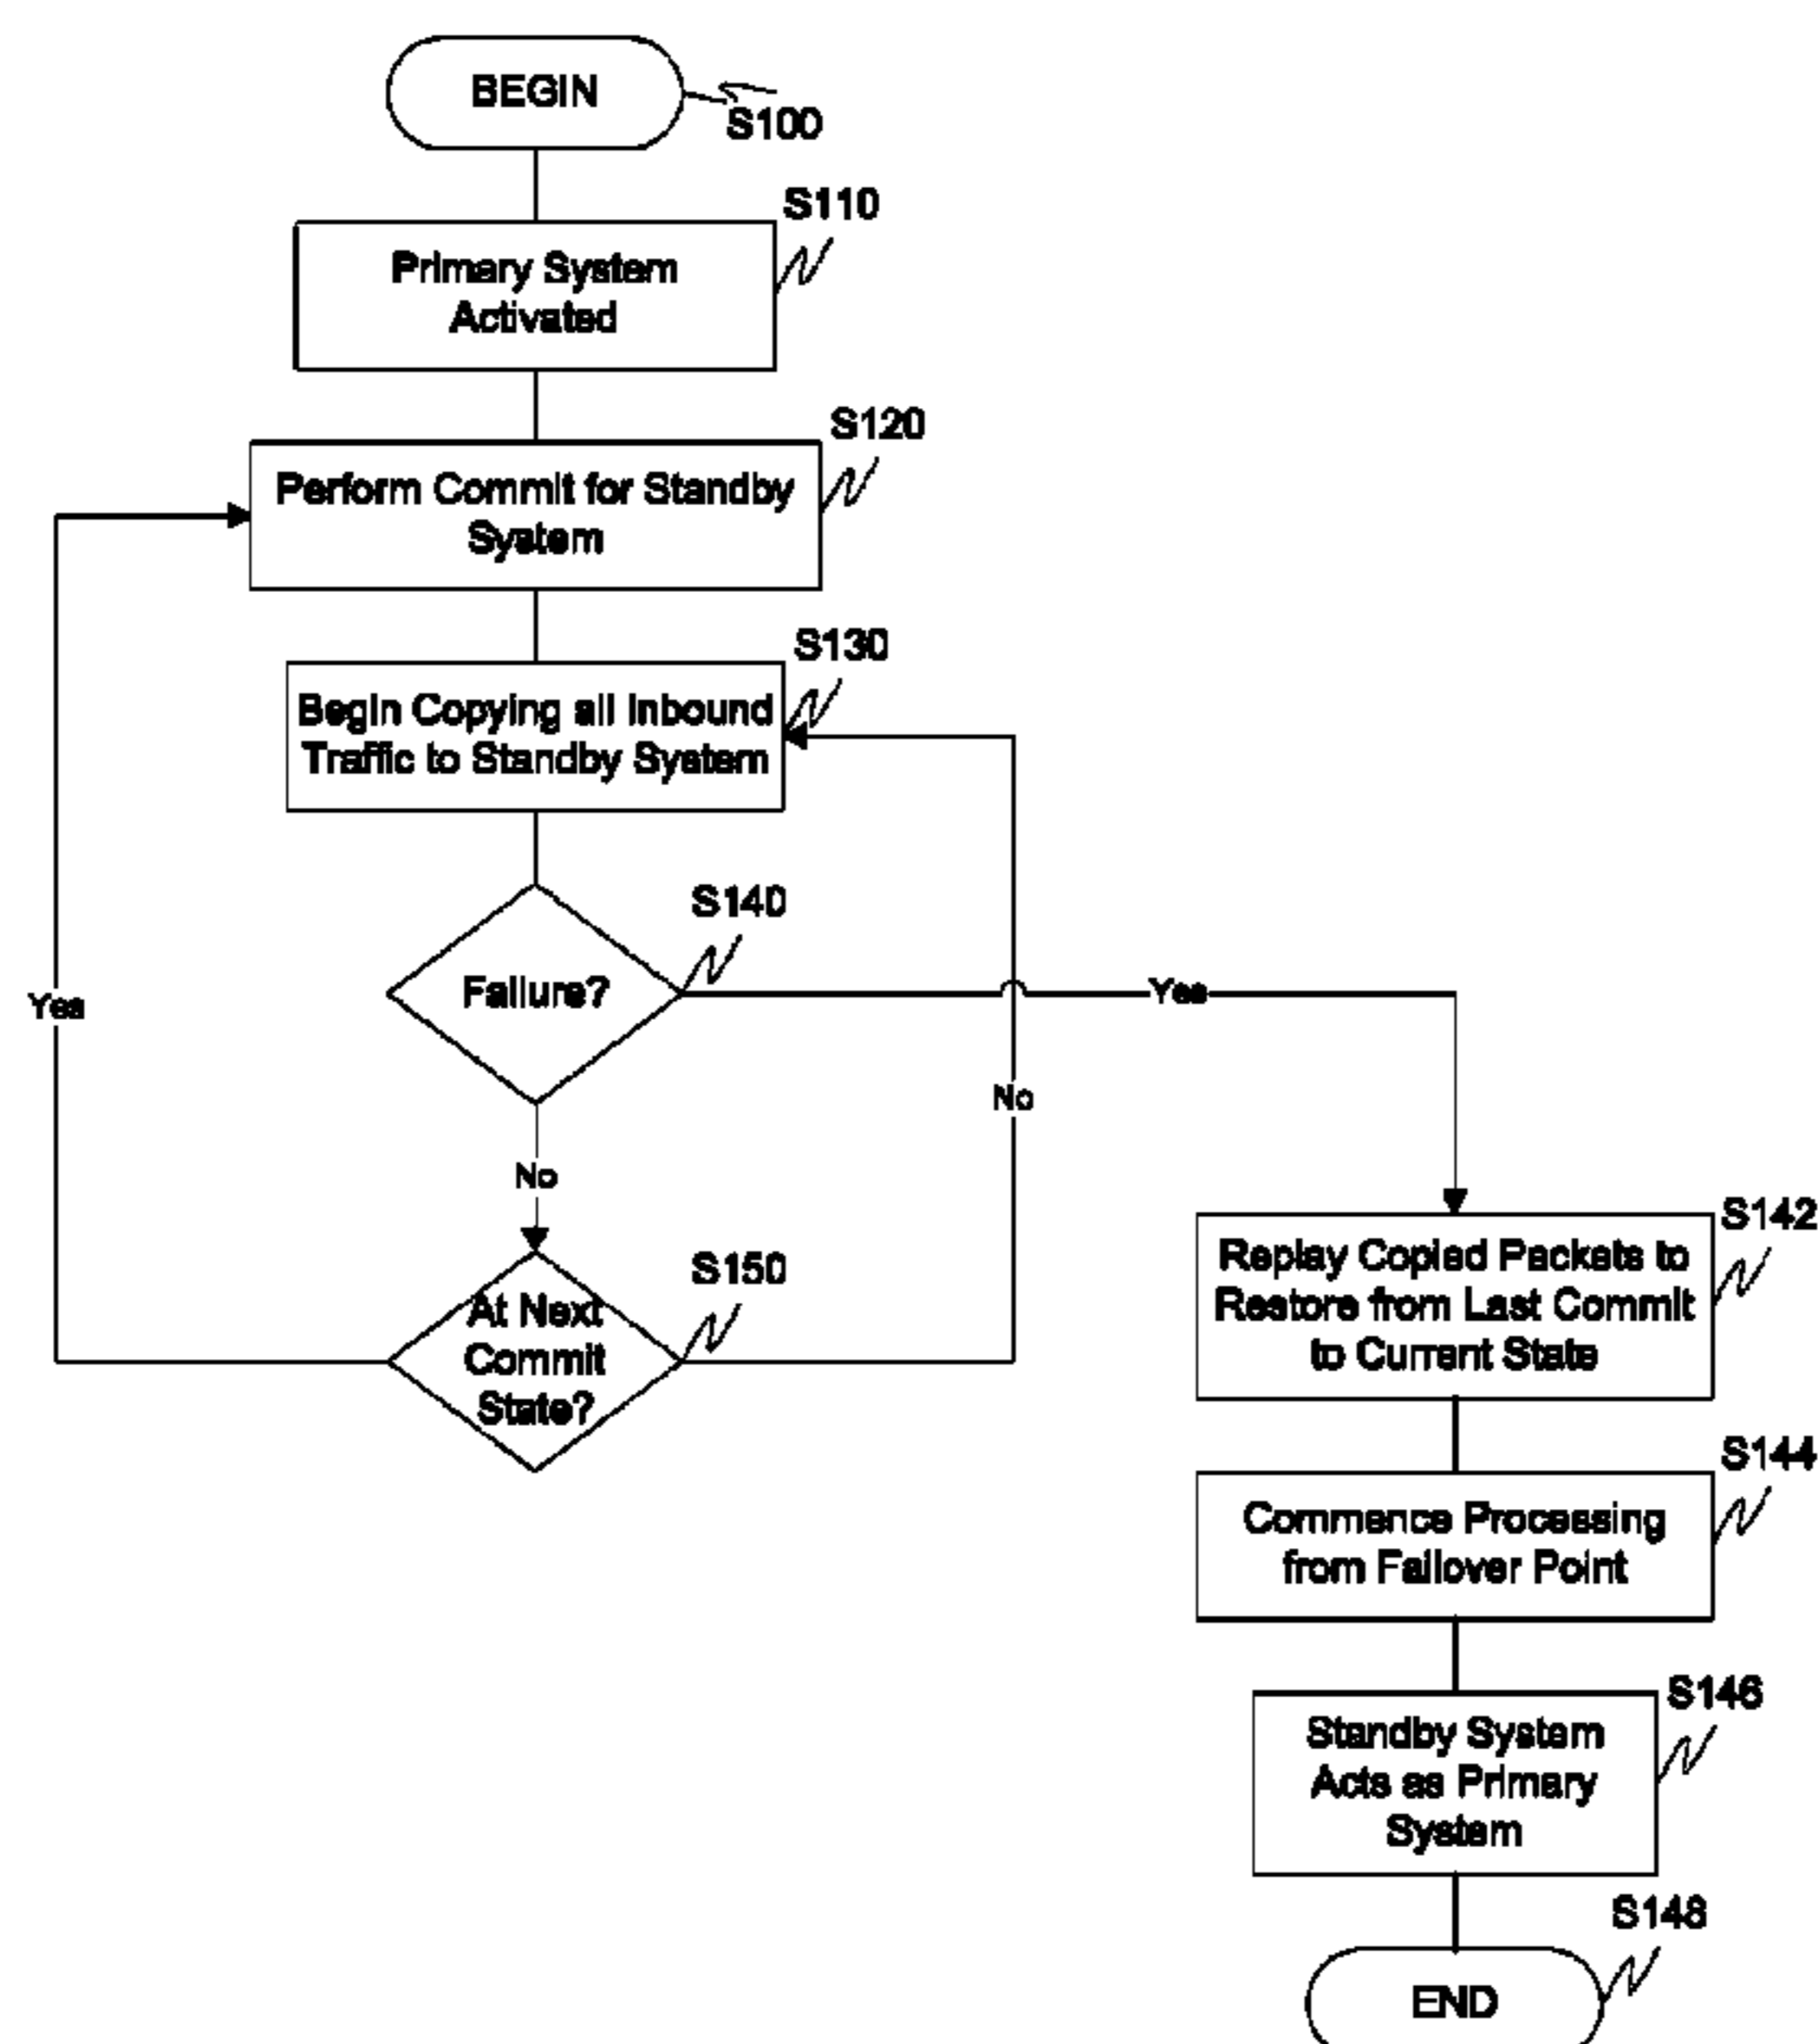 BEGIN
S100
S110
Primary System
Activated
S120
Perform Commit for Standby
System
S130
Begin Copying all Inbound
Traffic to Standby System
S140
Failure?
Yes
Yes
No
No
S150
At Next
Commit
State?
S142
Replay Copied Packets to
Restore from Last Commit
to Current State
S144
Commence Processing
from Failover Point
S146
Standby System
Acts as Primary
System
S148
END